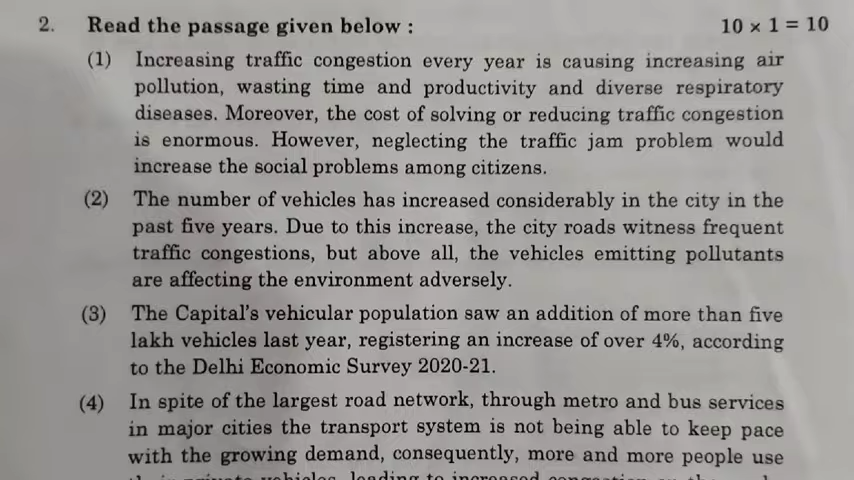 2. Read the passage given below : 10 × 1 = 10
(1) Increasing traffic congestion every year is causing increasing air
pollution, wasting time and productivity and diverse respiratory
diseases. Moreover, the cost of solving or reducing traffic congestion
is enormous. However, neglecting the traffic jam problem would
increase the social problems among citizens.
(2) The number of vehicles has increased considerably in the city in the
past five years. Due to this increase, the city roads witness frequent
traffic congestions, but above all, the vehicles emitting pollutants
are affecting the environment adversely.
(3) The Capital's vehicular population saw an addition of more than five
lakh vehicles last year, registering an increase of over 4%, according
to the Delhi Economic Survey 2020-21.
(4) In spite of the largest road network, through metro and bus services
in major cities the transport system is not being able to keep pace
with the growing demand, consequently, more and more people use
vehicles, leading to increased congestion